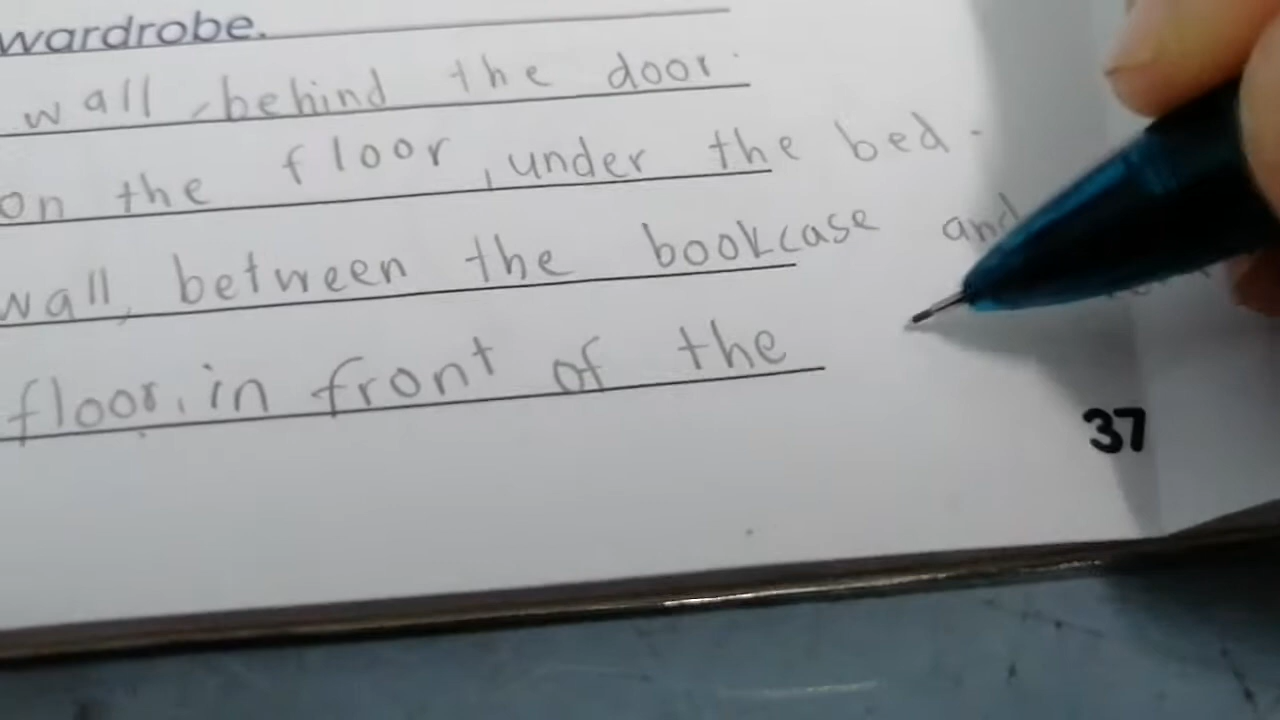 wardrobe.
wall, behind the door.
on the floor, under the bed.
wall, between the bookcase and
floor, in front of the
37